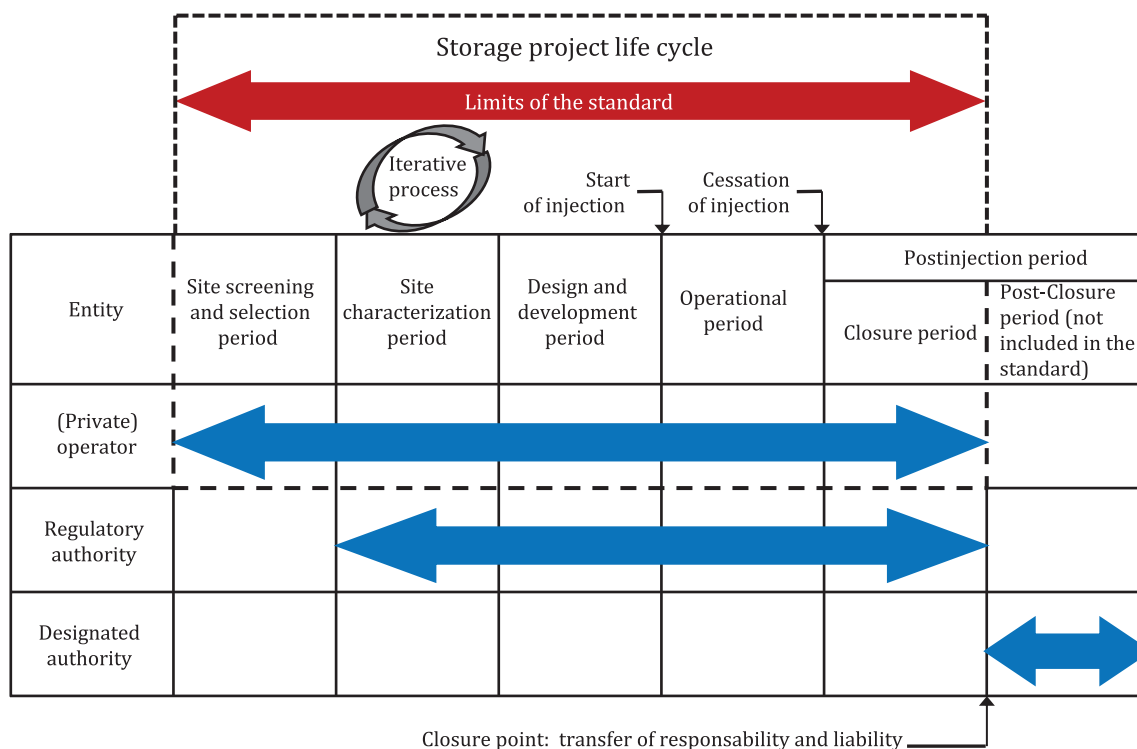 Storage project life cycle
Limits of the standard
Iterative
process
Start
of injection
Cessation
of injection
Entity
Site screening
and selection
period
Site
characterization
period
Design and
development
period
Operational
period
Postinjection period
Closure period
Post-Closure
period (not
included in the
standard)
(Private)
operator
Regulatory
authority
Designated
authority
Closure point: transfer of responsability and liability